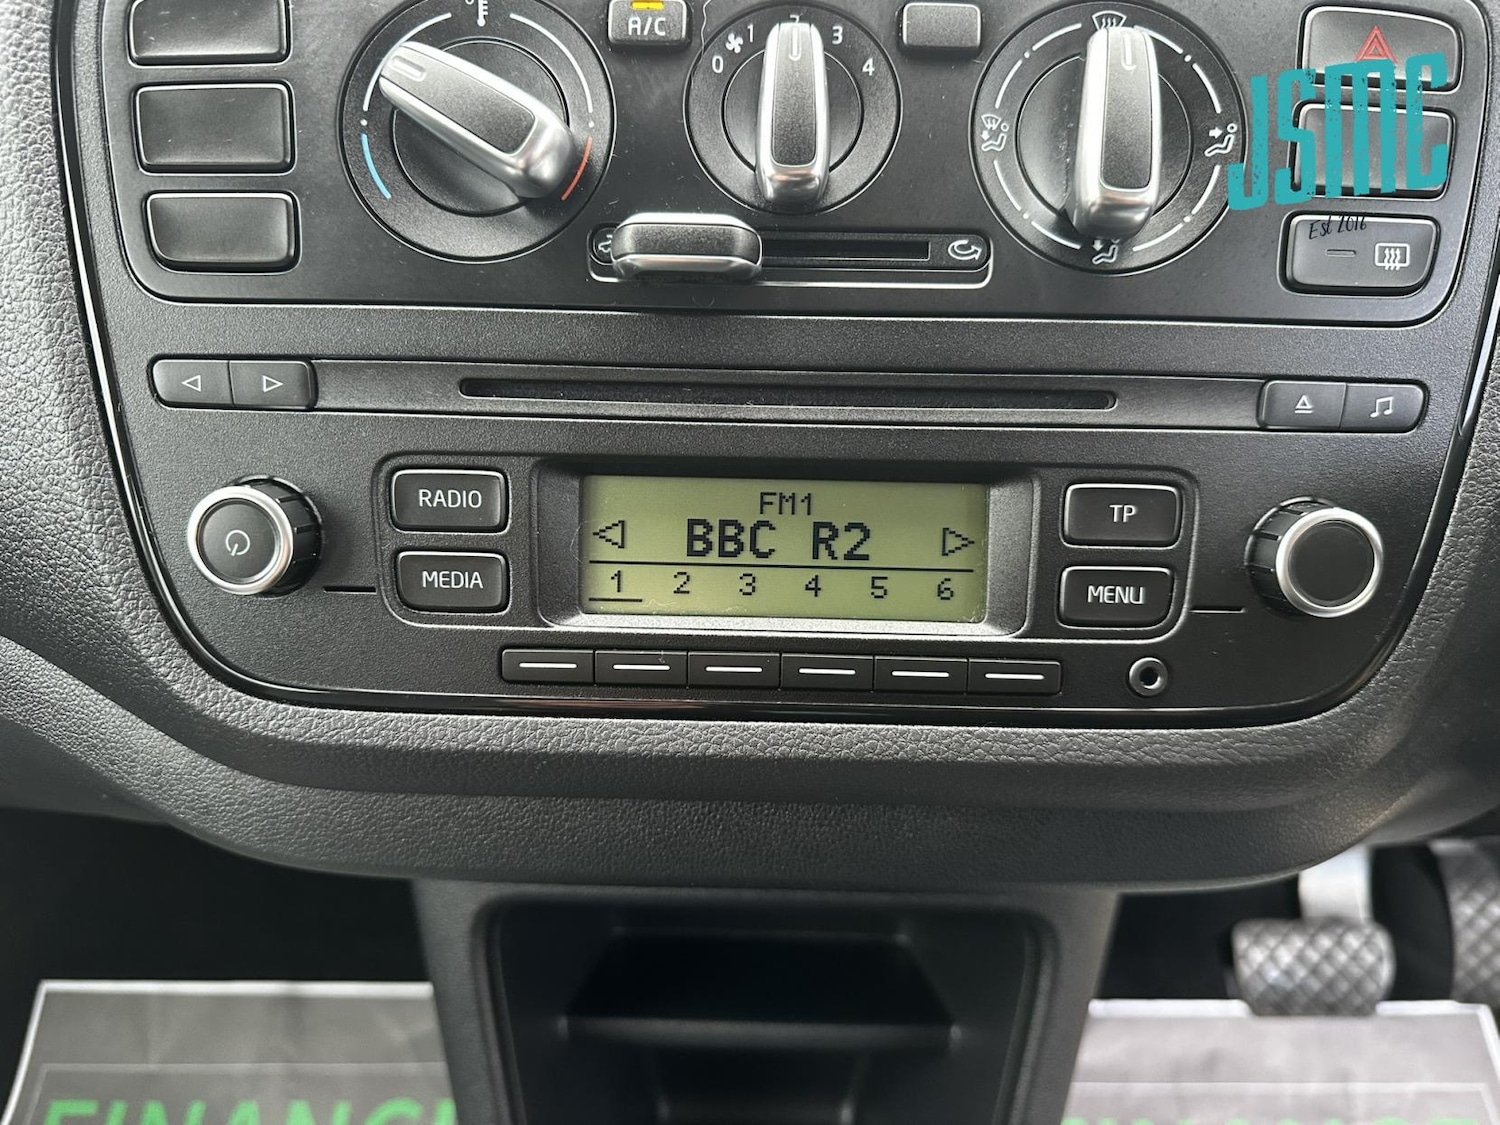 A/C
0 1 2 3 4
JSMC
Est 2016
RADIO
MEDIA
FM1
BBC R2
1 2 3 4 5 6
TP
MENU